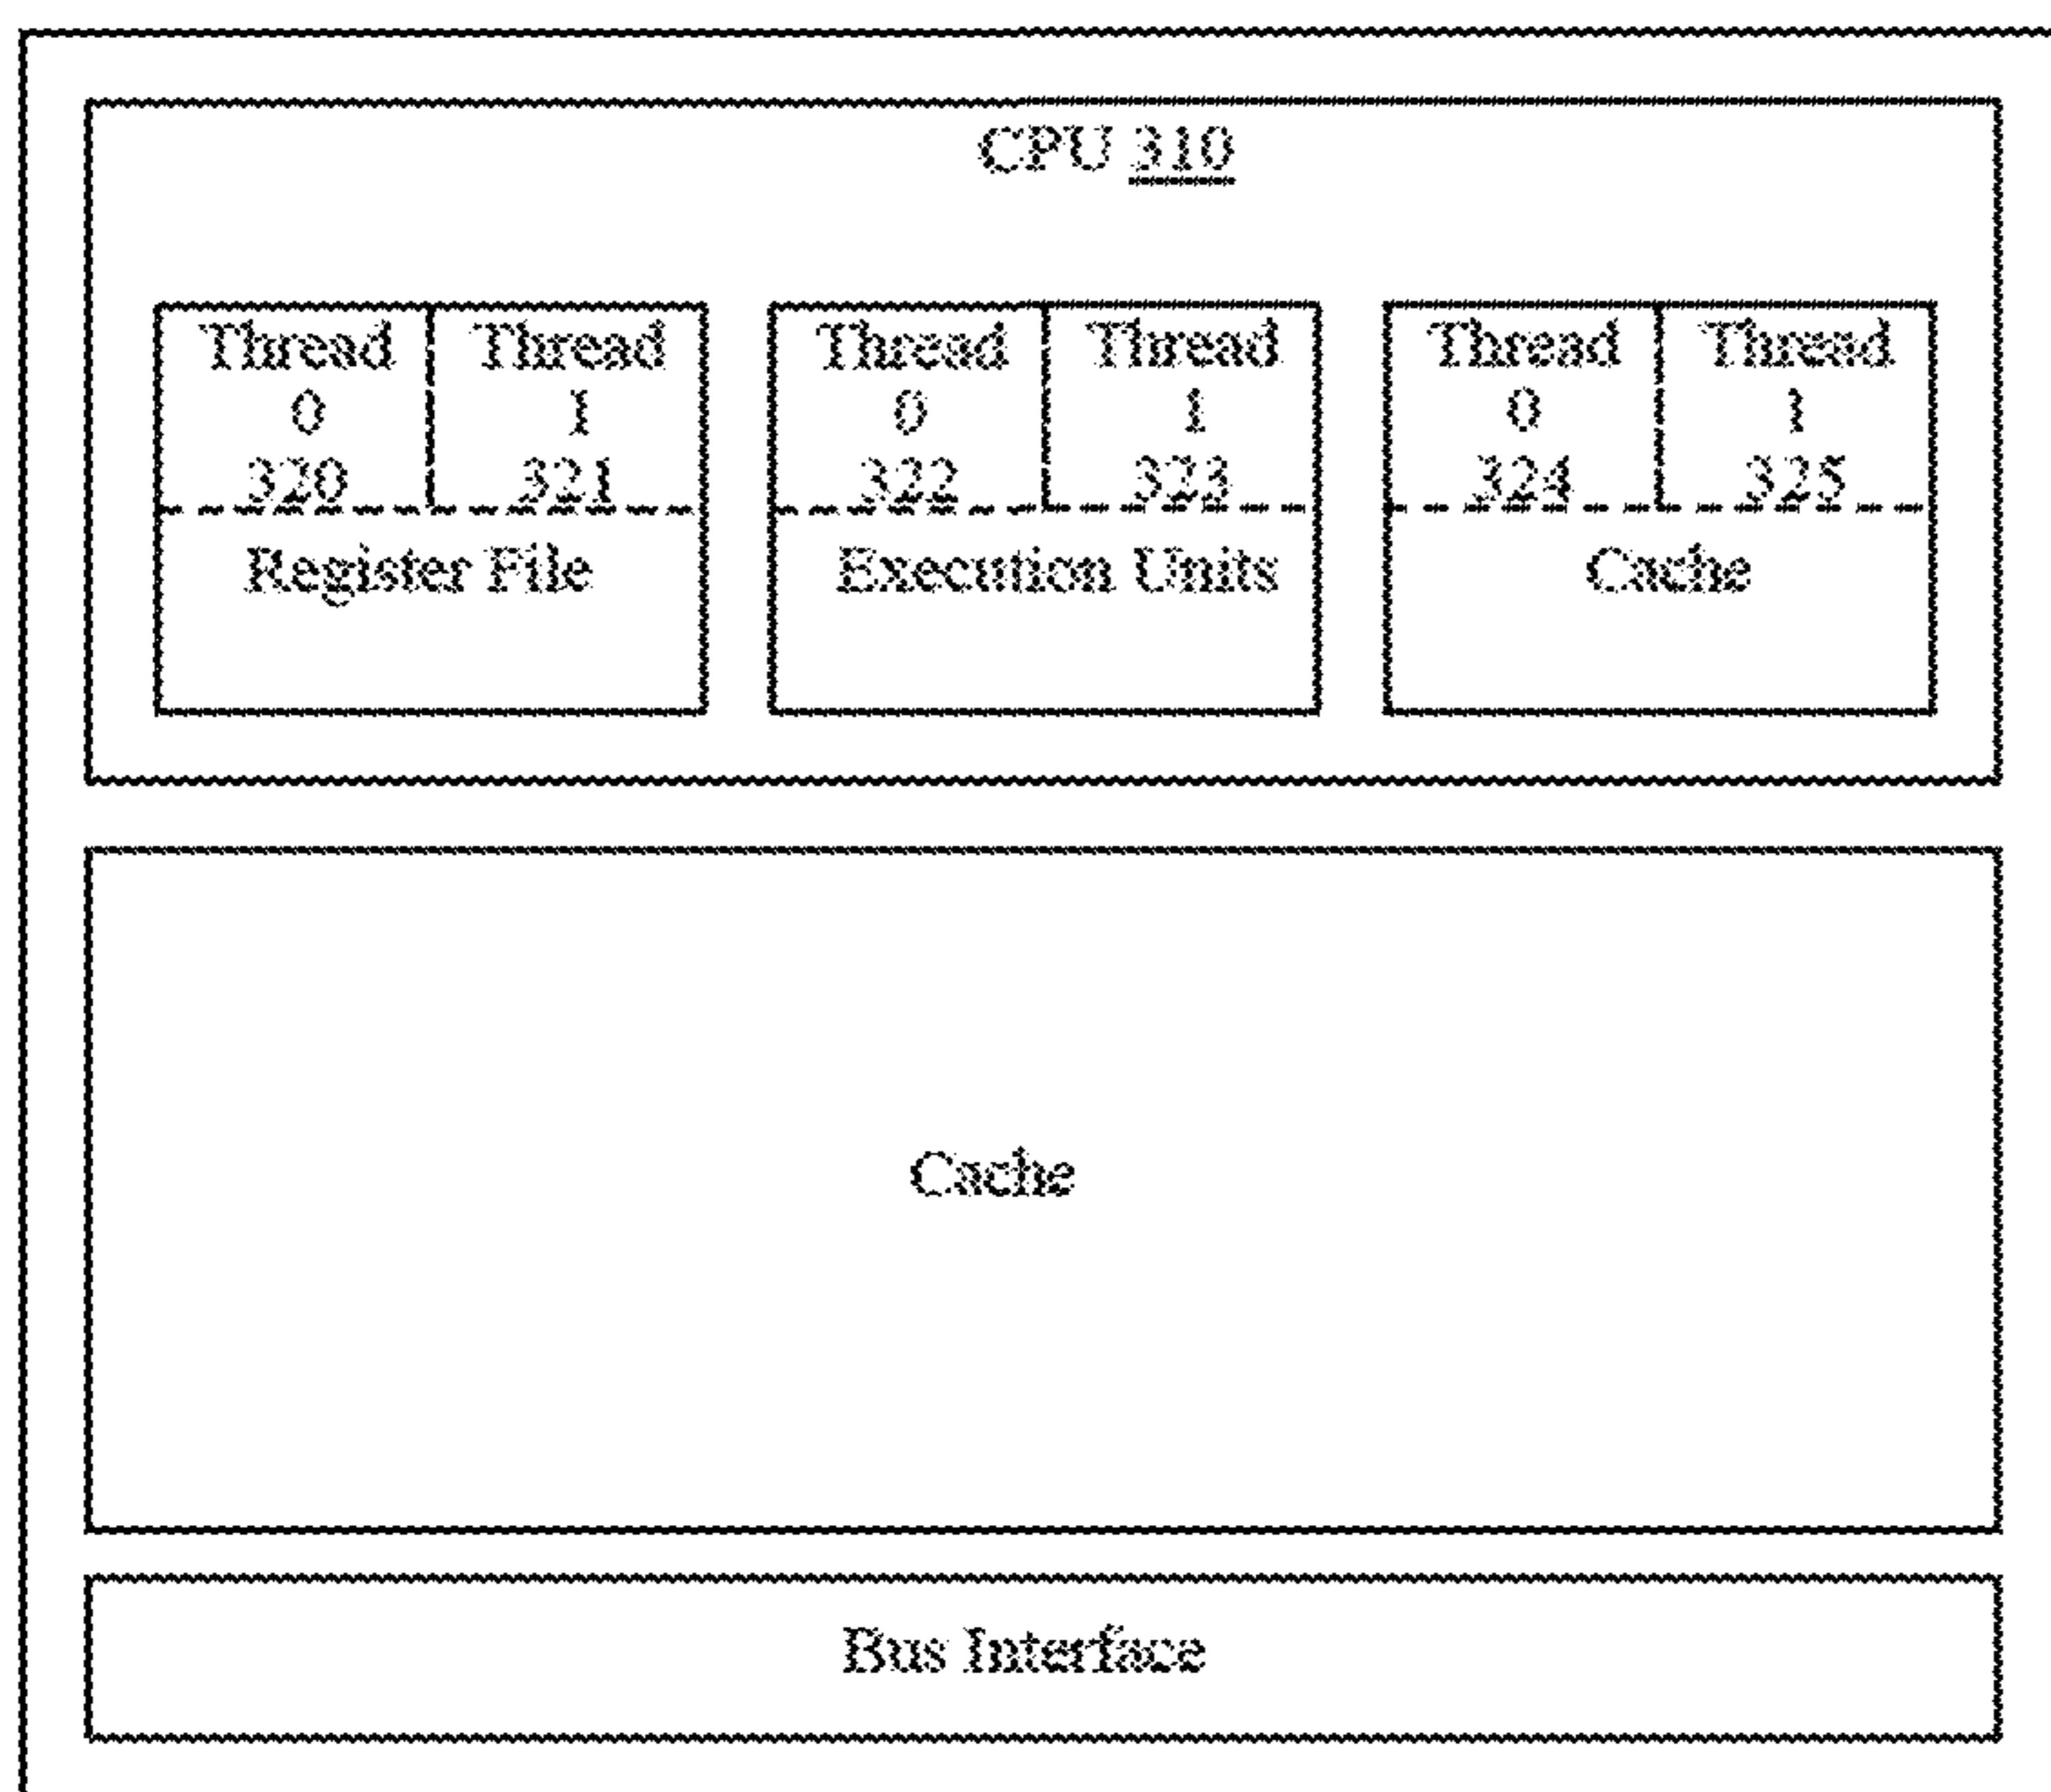 CPU 310
Thread Thread
0 1
320 321
Register File
Thread Thread
0 1
322 323
Execution Units
Thread Thread
0 1
324 325
Cache
Cache
Bus Interface